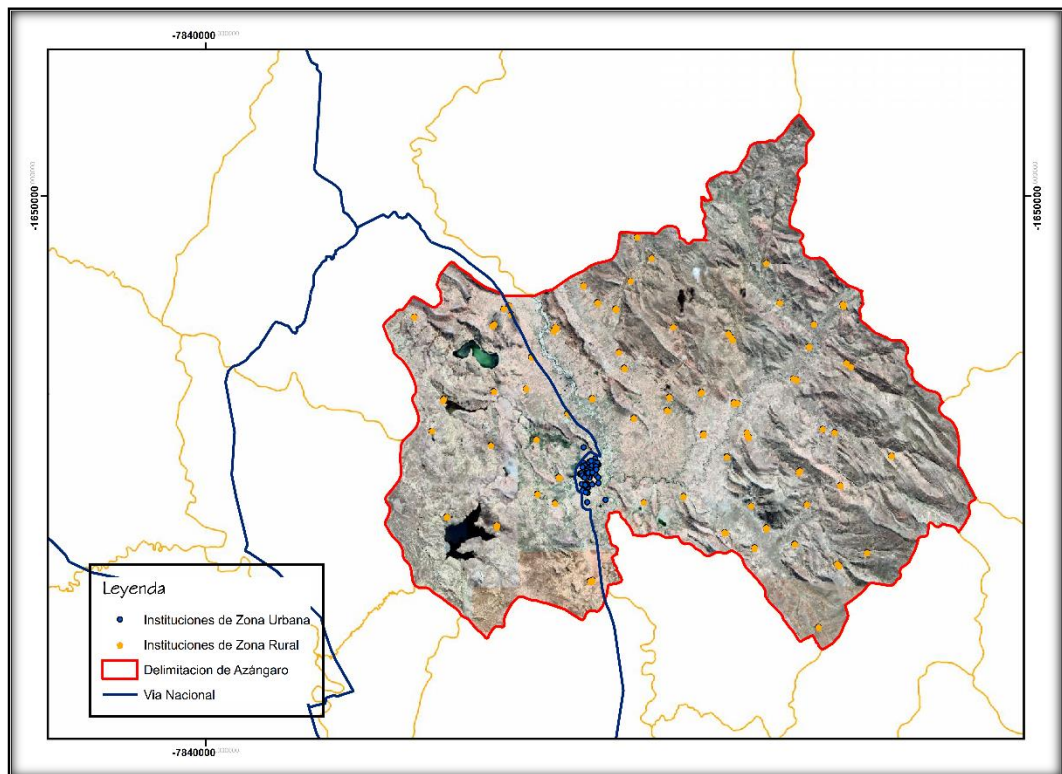 -7840000
-1650000
-1650000
Leyenda
Instituciones de Zona Urbana
Instituciones de Zona Rural
Delimitacion de Azángaro
Via Nacional
-7840000